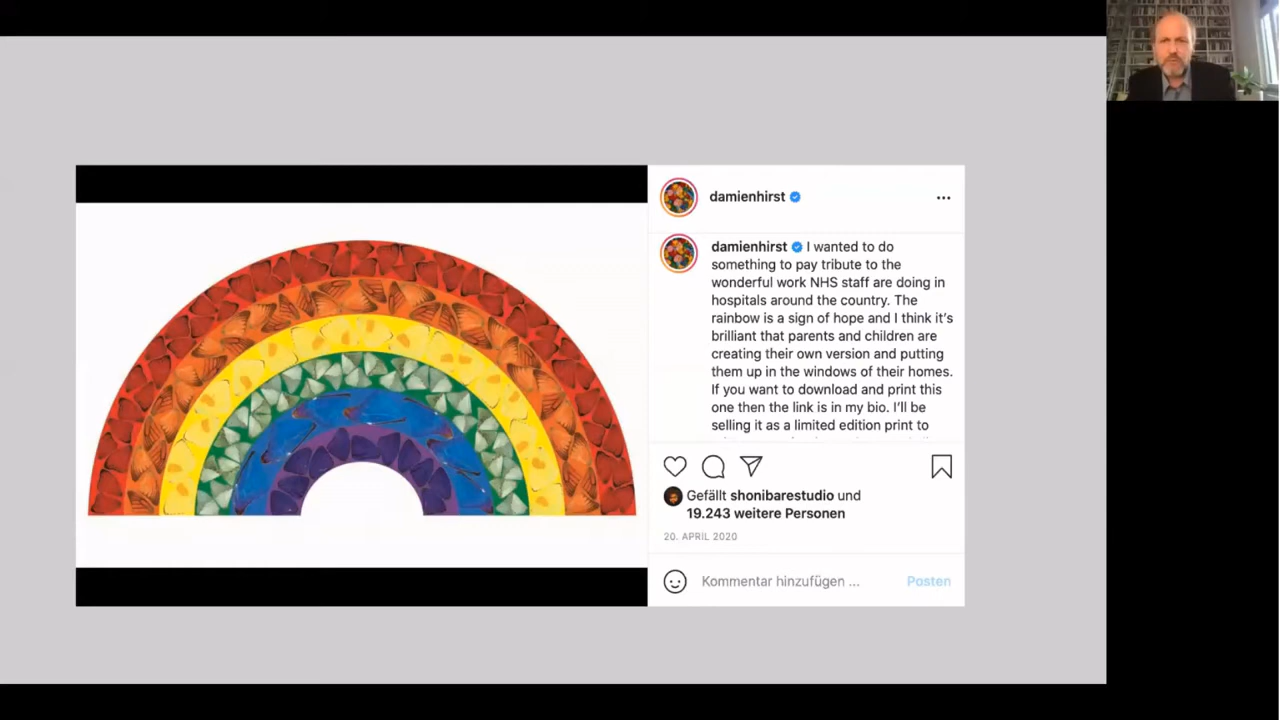 damienhirst
damienhirst I wanted to do
something to pay tribute to the
wonderful work NHS staff are doing in
hospitals around the country. The
rainbow is a sign of hope and I think it's
brilliant that parents and children are
creating their own version and putting
them up in the windows of their homes.
If you want to download and print this
one then the link is in my bio. I'll be
selling it as a limited edition print to
Gefällt shonibarestudio und
19.243 weitere Personen
20. APRIL 2020
Kommentar hinzufügen ... Posten